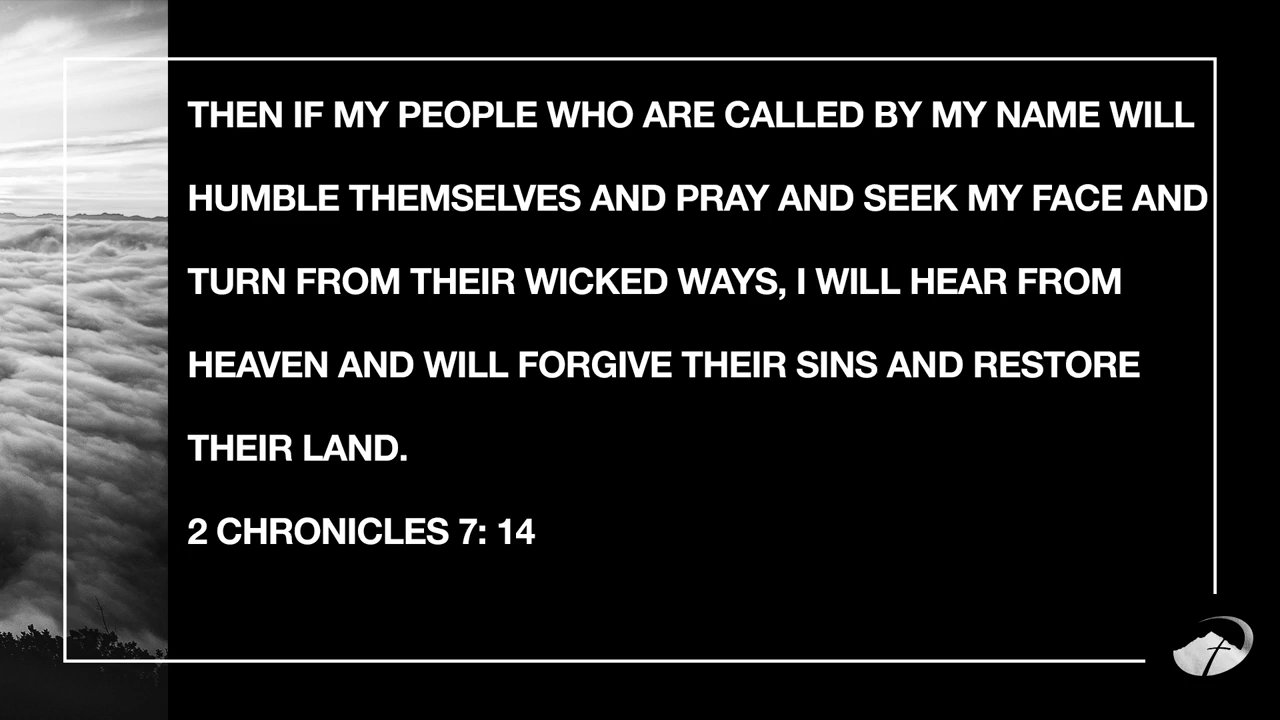 THEN IF MY PEOPLE WHO ARE CALLED BY MY NAME WILL
HUMBLE THEMSELVES AND PRAY AND SEEK MY FACE AND
TURN FROM THEIR WICKED WAYS, I WILL HEAR FROM
HEAVEN AND WILL FORGIVE THEIR SINS AND RESTORE
THEIR LAND.
2 CHRONICLES 7: 14